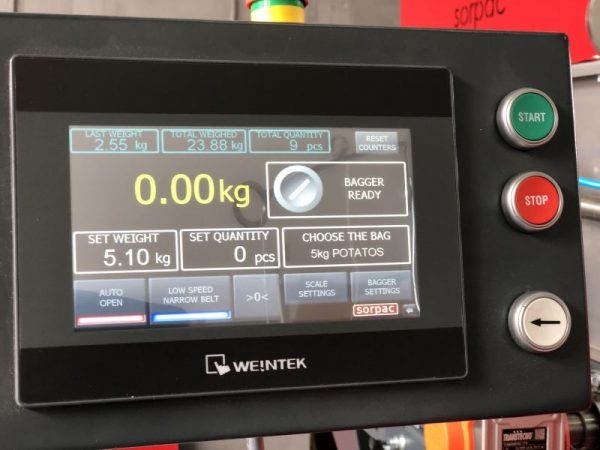 sorpac
LAST WEIGHT
2.55 kg
TOTAL WEIGHED
23.88 kg
TOTAL QUANTITY
9 pcs
RESET
COUNTERS
0.00kg
BAGGER
READY
SET WEIGHT
5.10 kg
SET QUANTITY
0 pcs
CHOOSE THE BAG
5kg POTATOS
AUTO
OPEN
LOW SPEED
NARROW BELT
>0<
SCALE
SETTINGS
BAGGER
SETTINGS
sorpac
WEINTEK
START
STOP
TRANSTECNO